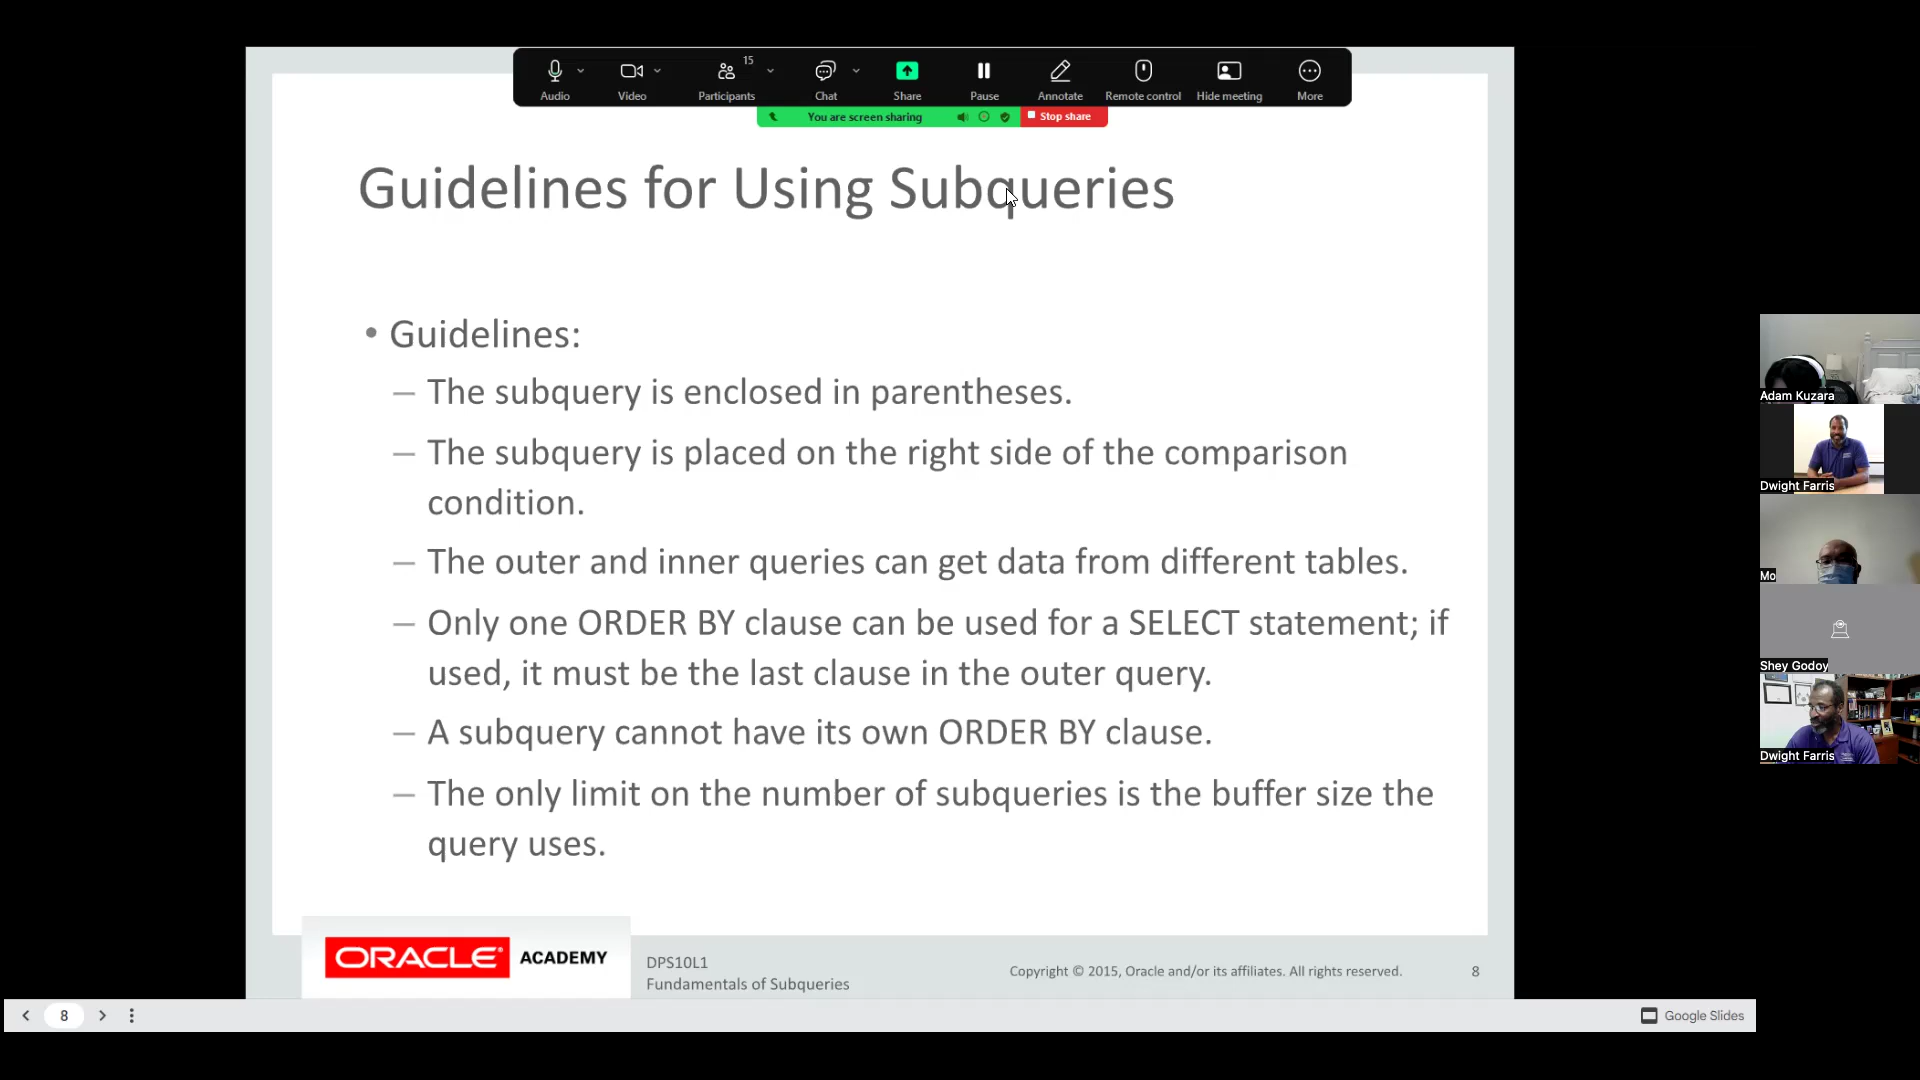 15
Audio
Video
Participants
Chat
Share
Pause
Annotate
Remote control
Hide meeting
More
You are screen sharing
Stop share
Guidelines for Using Subqueries
• Guidelines:
– The subquery is enclosed in parentheses.
– The subquery is placed on the right side of the comparison
condition.
– The outer and inner queries can get data from different tables.
– Only one ORDER BY clause can be used for a SELECT statement; if
used, it must be the last clause in the outer query.
– A subquery cannot have its own ORDER BY clause.
– The only limit on the number of subqueries is the buffer size the
query uses.
ORACLE® ACADEMY
DPS10L1
Fundamentals of Subqueries
Copyright © 2015, Oracle and/or its affiliates. All rights reserved.
8
8
Google Slides
Adam Kuzara
Dwight Farris
Mo
Shey Godoy
Dwight Farris